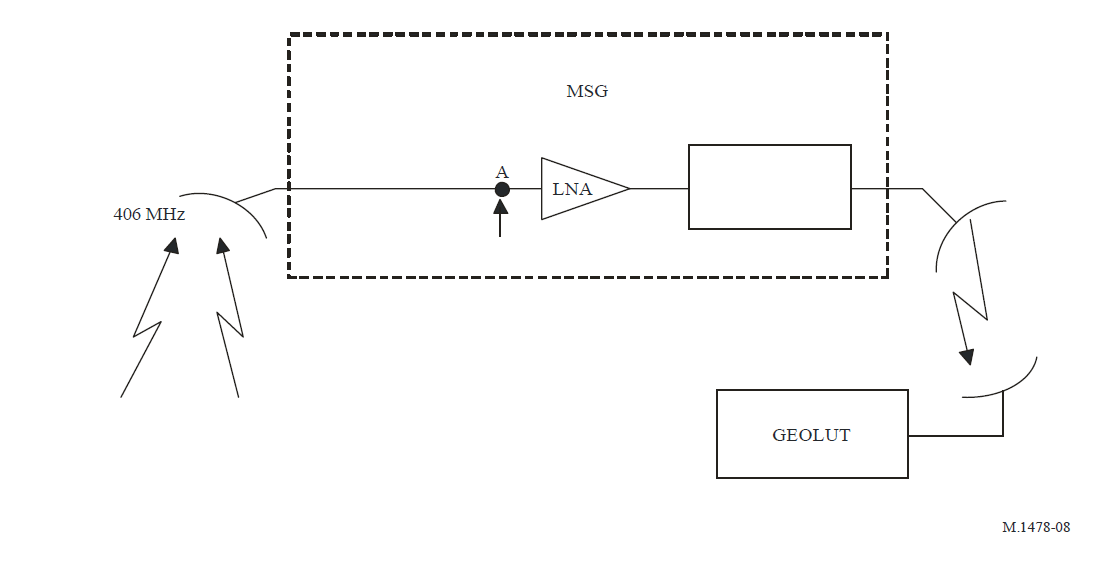 MSG
A
LNA
406 MHz
GEOLUT
M.1478-08